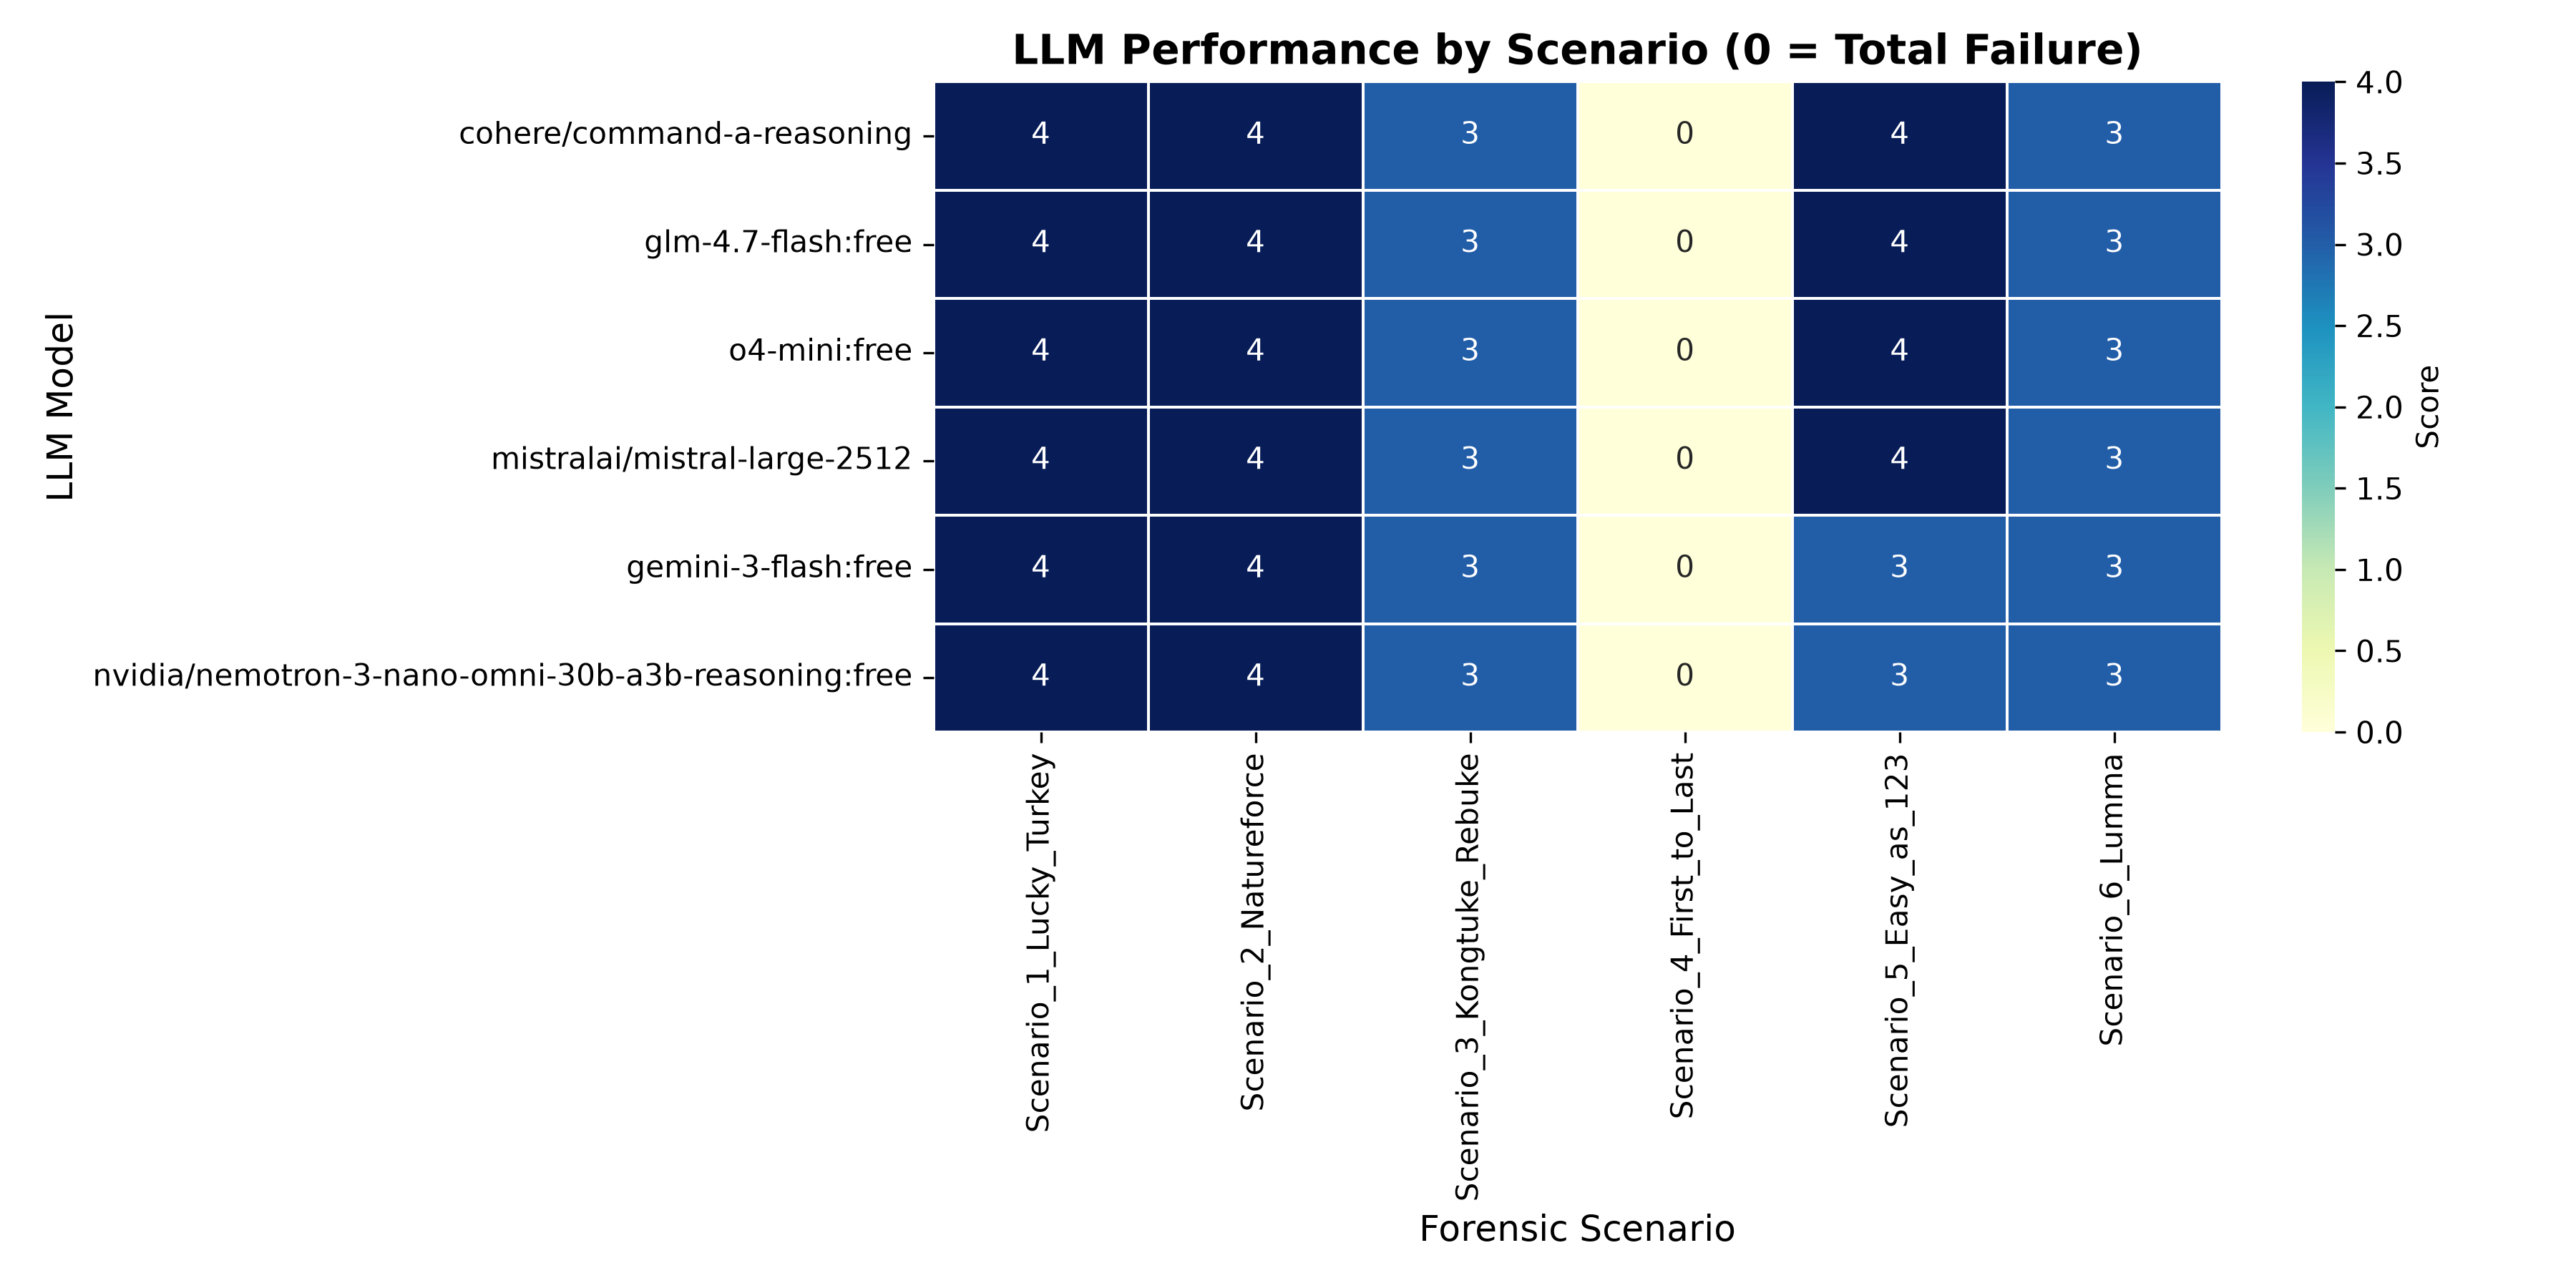 LLM Performance by Scenario (0 = Total Failure)
LLM Model
cohere/command-a-reasoning 4 4 3 0 4 3
glm-4.7-flash:free 4 4 3 0 4 3
o4-mini:free 4 4 3 0 4 3
mistralai/mistral-large-2512 4 4 3 0 4 3
gemini-3-flash:free 4 4 3 0 3 3
nvidia/nemotron-3-nano-omni-30b-a3b-reasoning:free 4 4 3 0 3 3
Scenario_1_Lucky_Turkey
Scenario_2_Natureforce
Scenario_3_Kongtuke_Rebuke
Scenario_4_First_to_Last
Scenario_5_Easy_as_123
Scenario_6_Lumma
Forensic Scenario
4.0
3.5
3.0
2.5
2.0
1.5
1.0
0.5
0.0
Score